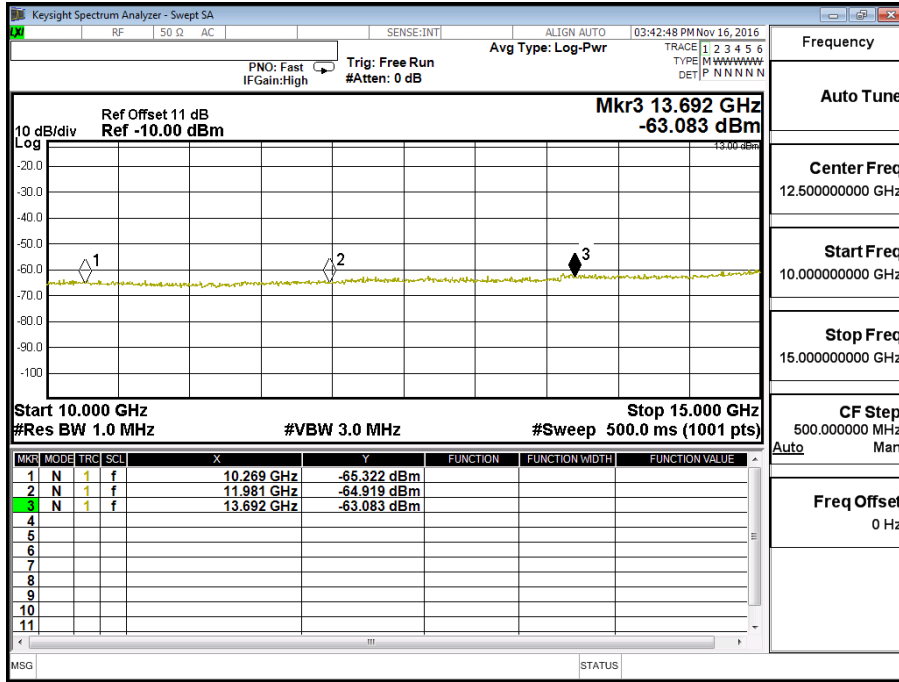 Keysight Spectrum Analyzer - Swept SA
LXI RF 50 Ω AC SENSE:INT ALIGN AUTO 03:42:48 PM Nov 16, 2016
Frequency
PNO: Fast
IFGain:High
Trig: Free Run
#Atten: 0 dB
Avg Type: Log-Pwr
TRACE 1 2 3 4 5 6
TYPE M WWWWW
DET P N N N N N
Auto Tune
Ref Offset 11 dB
10 dB/div Ref -10.00 dBm
Log
Mkr3 13.692 GHz
-63.083 dBm
13.00 dBm
-20.0
-30.0
-40.0
-50.0
-60.0
-70.0
-80.0
-90.0
-100
1
2
3
Start 10.000 GHz
Stop 15.000 GHz
#Res BW 1.0 MHz
#VBW 3.0 MHz
#Sweep 500.0 ms (1001 pts)
Center Freq
12.500000000 GHz
Start Freq
10.000000000 GHz
Stop Freq
15.000000000 GHz
CF Step
500.000000 MHz
Auto Man
Freq Offset
0 Hz
MKR MODE TRC SCL X Y FUNCTION FUNCTION WIDTH FUNCTION VALUE
1 N 1 f 10.269 GHz -65.322 dBm
2 N 1 f 11.981 GHz -64.919 dBm
3 N 1 f 13.692 GHz -63.083 dBm
4
5
6
7
8
9
10
11
MSG STATUS